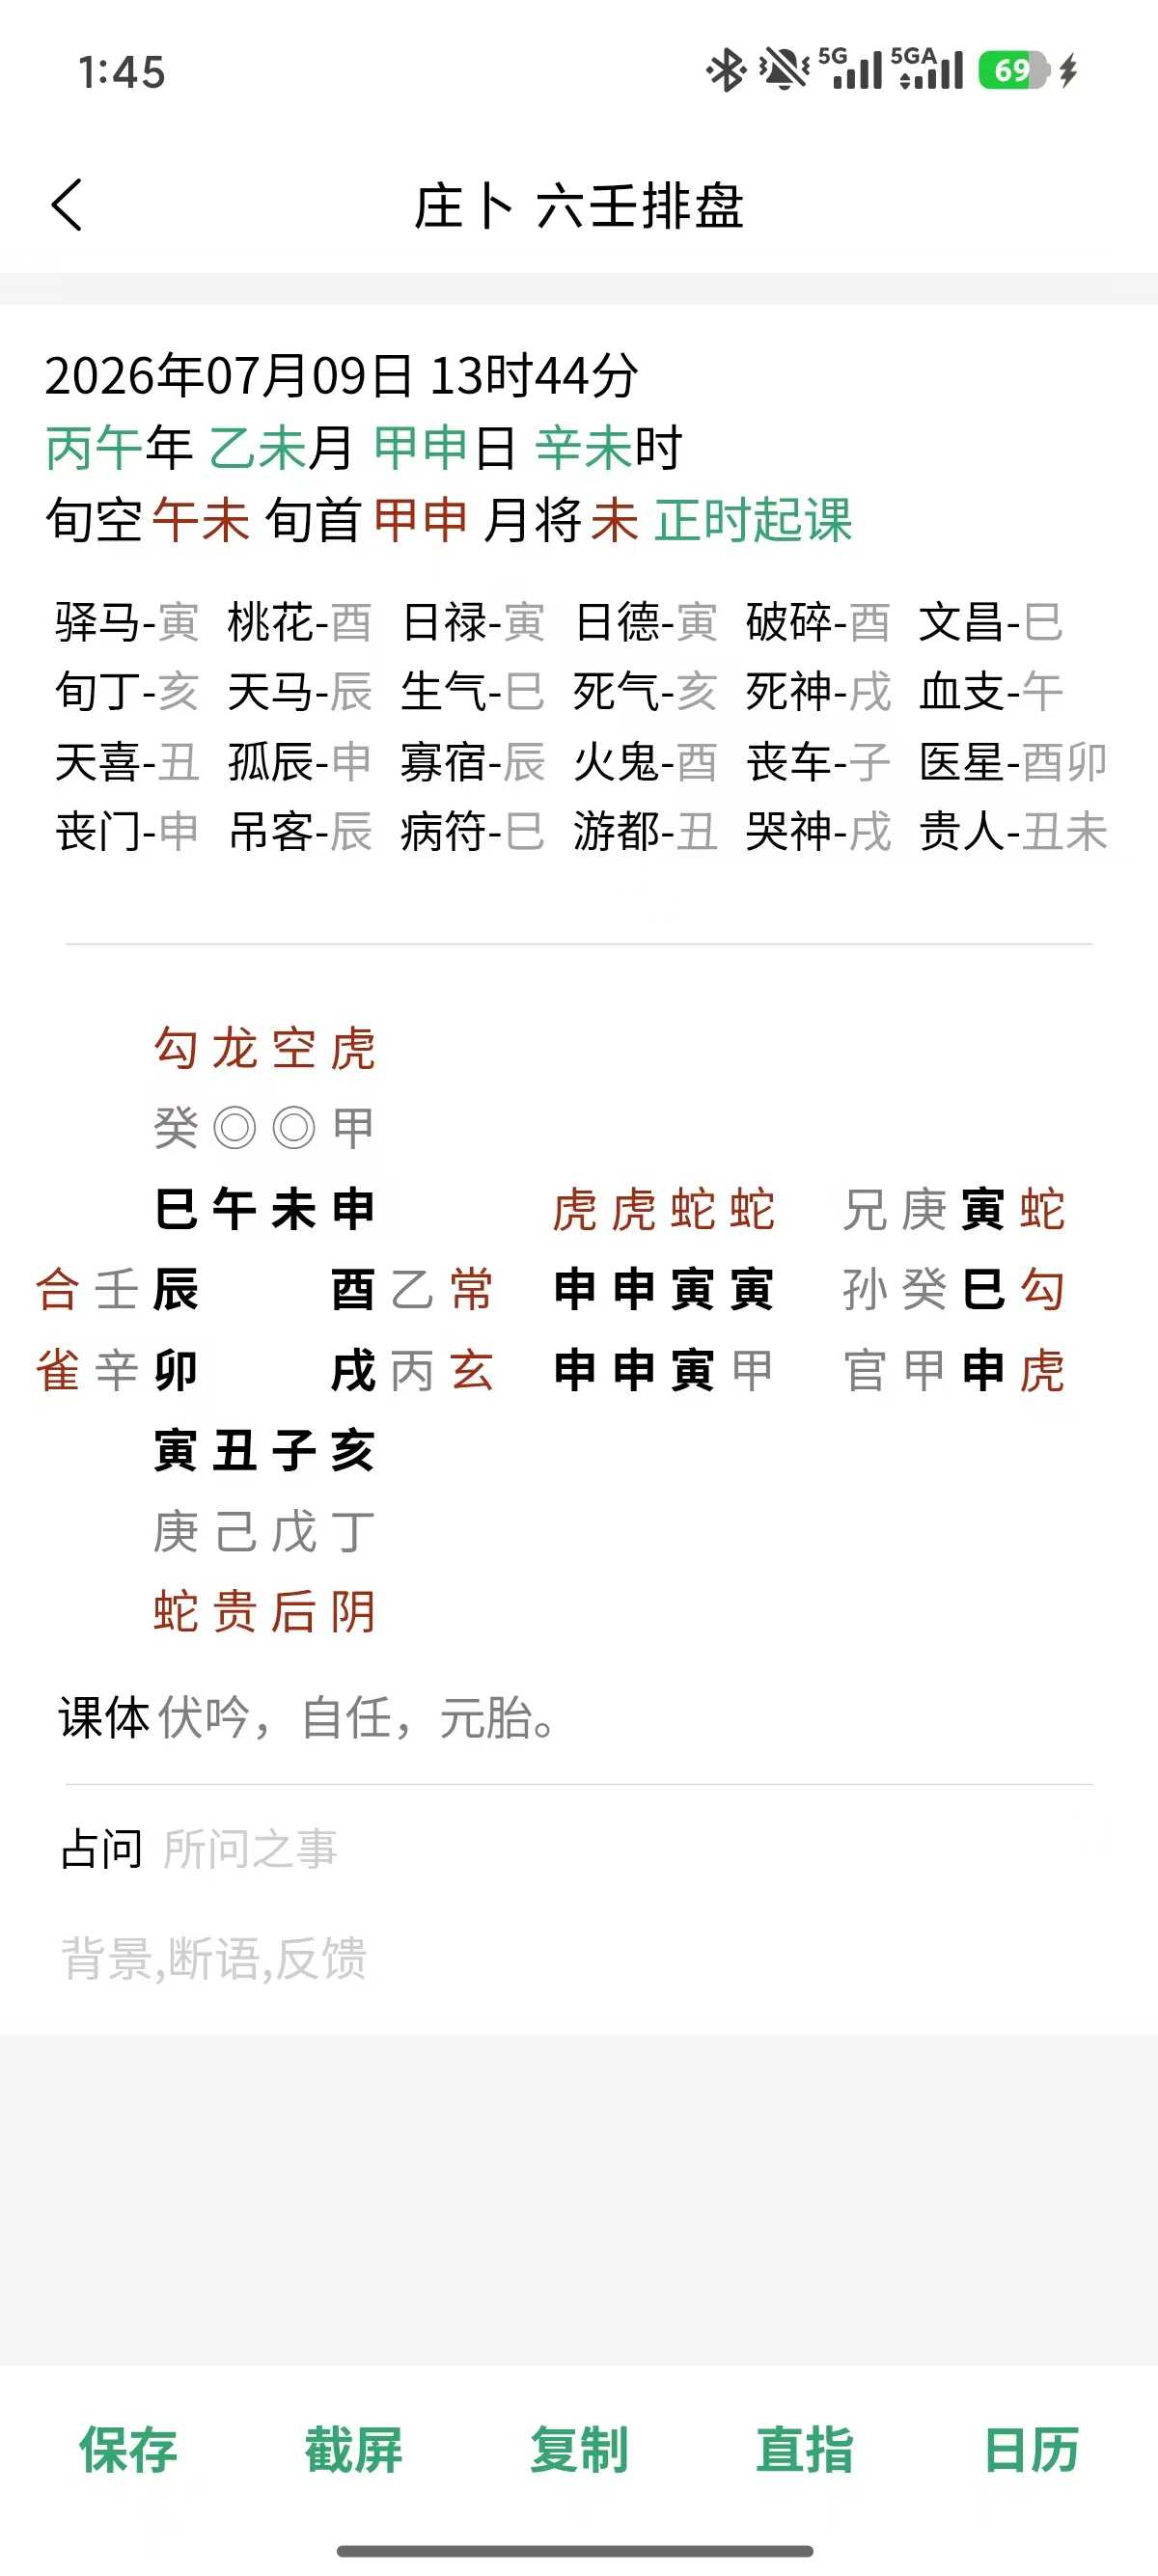 1:45 5G 5GA 69
庄卜 六壬排盘
2026年07月09日 13时44分
丙午年 乙未月 甲申日 辛未时
旬空 午未 旬首 甲申 月将 未 正时起课
驿马-寅 桃花-酉 日禄-寅 日德-寅 破碎-酉 文昌-巳
旬丁-亥 天马-辰 生气-巳 死气-亥 死神-戌 血支-午
天喜-丑 孤辰-申 寡宿-辰 火鬼-酉 丧车-子 医星-酉卯
丧门-申 吊客-辰 病符-巳 游都-丑 哭神-戌 贵人-丑未
勾 龙 空 虎
癸 ◎ ◎ 甲
巳 午 未 申 虎 虎 蛇 蛇 兄 庚 寅 蛇
合 壬 辰 酉 乙 常 申 申 寅 寅 孙 癸 巳 勾
雀 辛 卯 戌 丙 玄 申 申 寅 甲 官 甲 申 虎
寅 丑 子 亥
庚 己 戊 丁
蛇 贵 后 阴
课体 伏吟，自任，元胎。
占问 所问之事
背景,断语,反馈
保存 截屏 复制 直指 日历